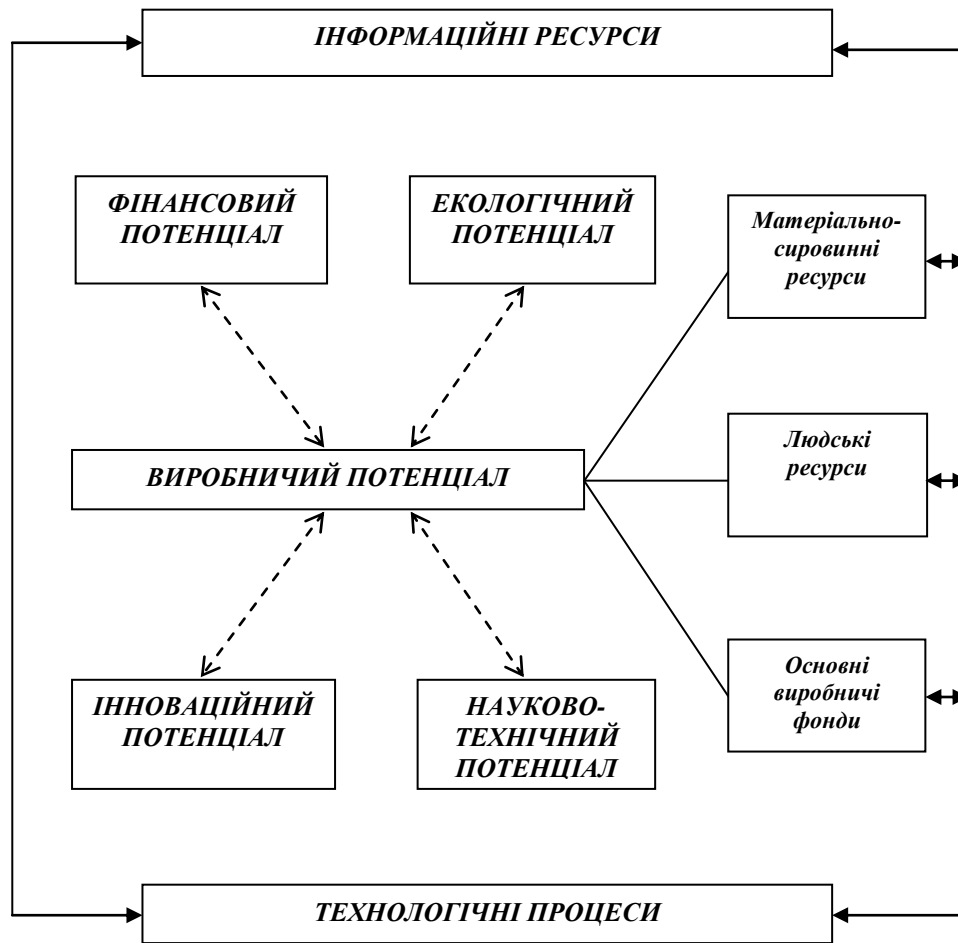 ІНФОРМАЦІЙНІ РЕСУРСИ
ФІНАНСОВИЙ
ПОТЕНЦІАЛ
ЕКОЛОГІЧНИЙ
ПОТЕНЦІАЛ
Матеріально-
сировинні
ресурси
ВИРОБНИЧИЙ ПОТЕНЦІАЛ
Людські
ресурси
ІННОВАЦІЙНИЙ
ПОТЕНЦІАЛ
НАУКОВО-
ТЕХНІЧНИЙ
ПОТЕНЦІАЛ
Основні
виробничі
фонди
ТЕХНОЛОГІЧНІ ПРОЦЕСИ